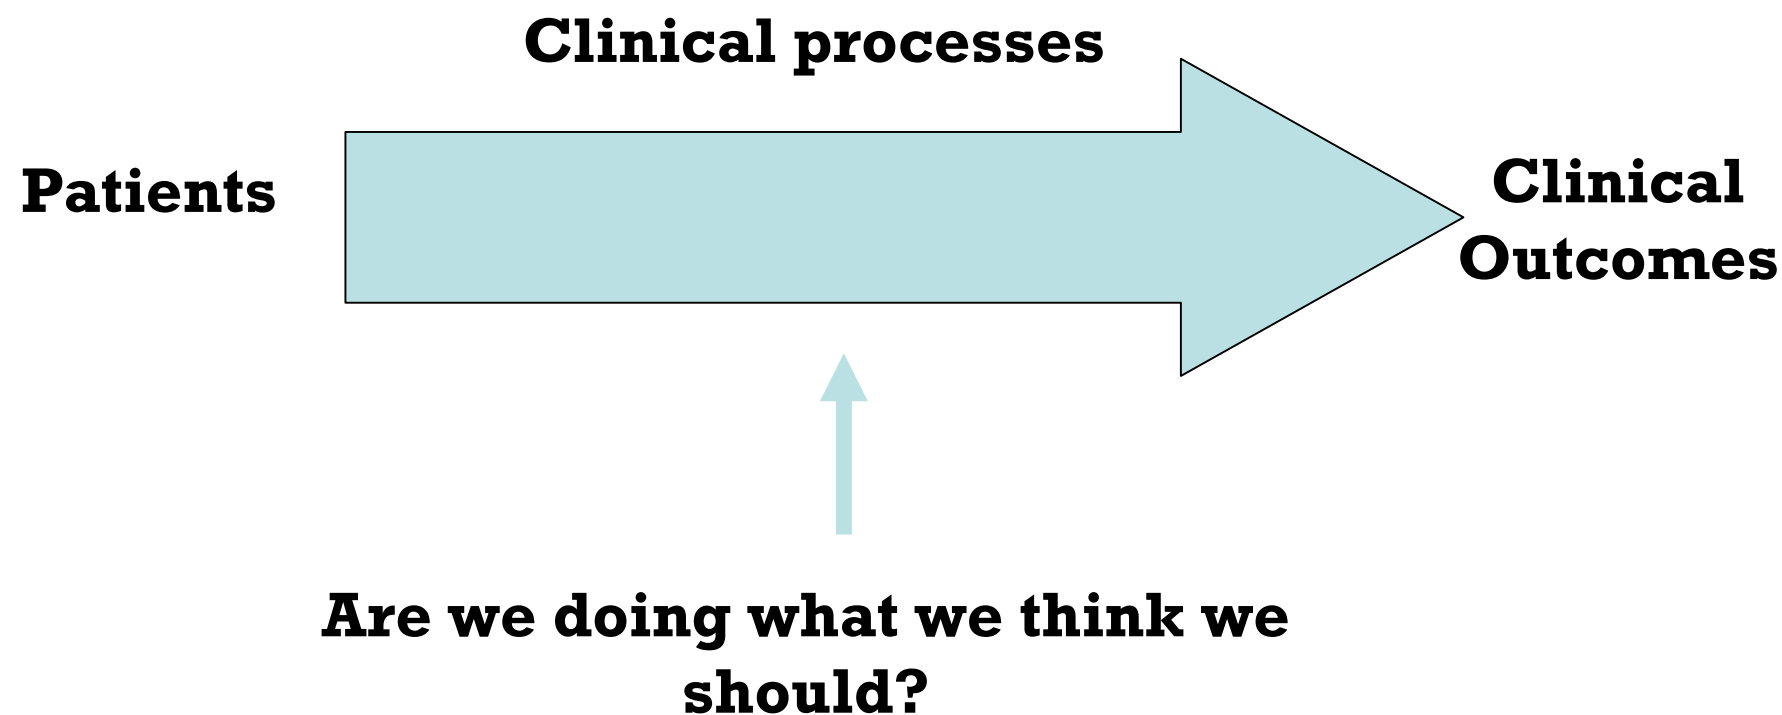 Clinical processes
Patients
Clinical
Outcomes
Are we doing what we think we
should?